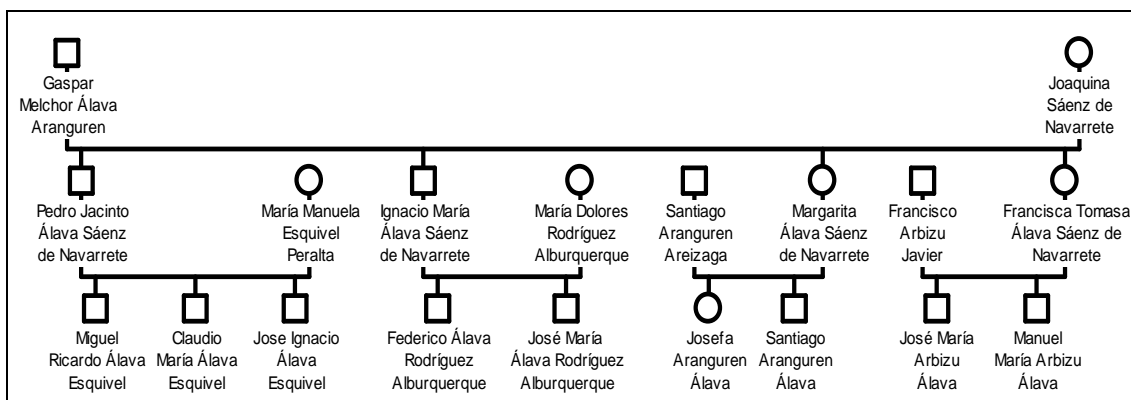 Gaspar
Melchor Álava
Aranguren
Joaquina
Sáenz de
Navarrete
Pedro Jacinto
Álava Sáenz
de Navarrete
María Manuela
Esquivel
Peralta
Ignacio María
Álava Sáenz
de Navarrete
María Dolores
Rodríguez
Alburquerque
Santiago
Aranguren
Areizaga
Margarita
Álava Sáenz
de Navarrete
Francisco
Arbizu
Javier
Francisca Tomasa
Álava Sáenz de
Navarrete
Miguel
Ricardo Álava
Esquivel
Claudio
María Álava
Esquivel
Jose Ignacio
Álava
Esquivel
Federico Álava
Rodríguez
Alburquerque
José María
Álava Rodríguez
Alburquerque
Josefa
Aranguren
Álava
Santiago
Aranguren
Álava
José María
Arbizu
Álava
Manuel
María Arbizu
Álava